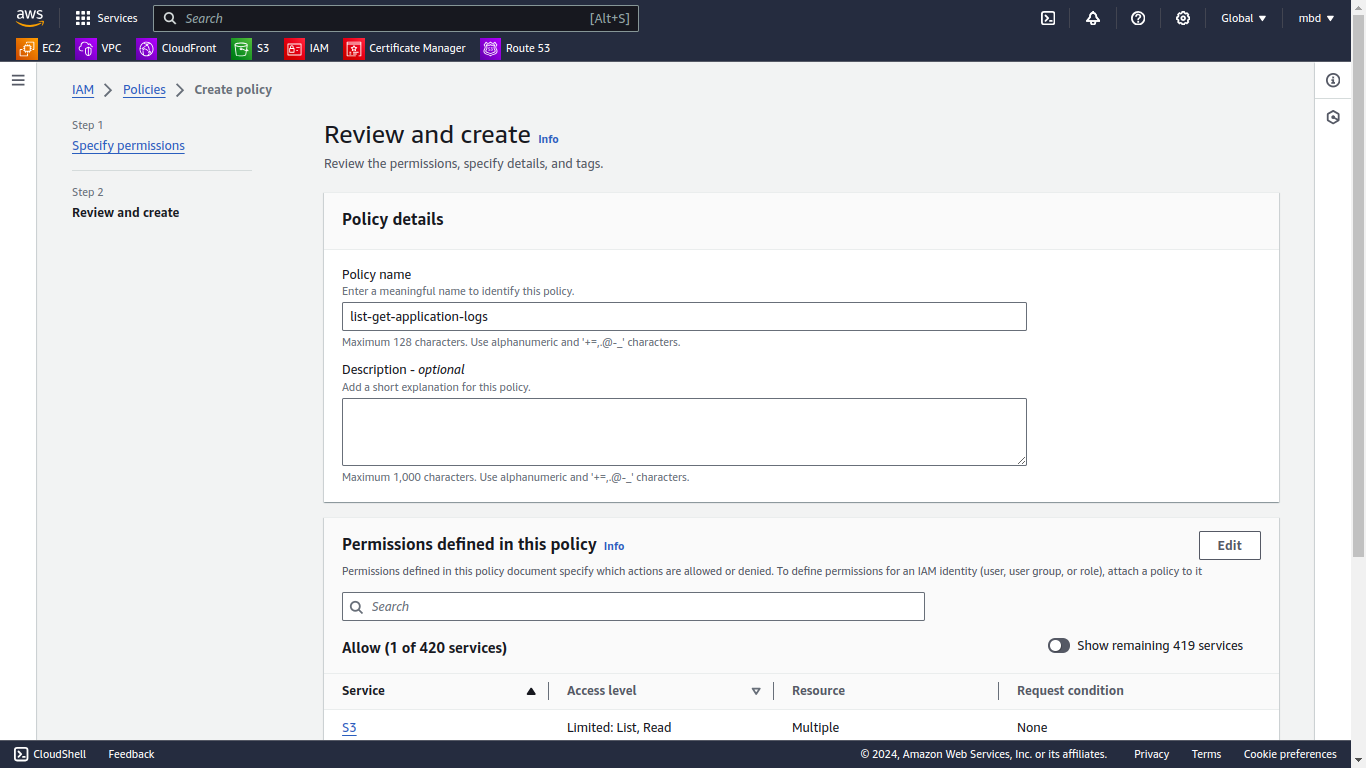 aws
Services
Search
[Alt+S]
Global
mbd
EC2
VPC
CloudFront
S3
IAM
Certificate Manager
Route 53
IAM
Policies
Create policy
Step 1
Specify permissions
Step 2
Review and create
Review and create Info
Review the permissions, specify details, and tags.
Policy details
Policy name
Enter a meaningful name to identify this policy.
list-get-application-logs
Maximum 128 characters. Use alphanumeric and '+=,.@-_' characters.
Description - optional
Add a short explanation for this policy.
Maximum 1,000 characters. Use alphanumeric and '+=,.@-_' characters.
Permissions defined in this policy Info
Edit
Permissions defined in this policy document specify which actions are allowed or denied. To define permissions for an IAM identity (user, user group, or role), attach a policy to it
Search
Allow (1 of 420 services)
Show remaining 419 services
Service
Access level
Resource
Request condition
S3
Limited: List, Read
Multiple
None
CloudShell
Feedback
© 2024, Amazon Web Services, Inc. or its affiliates.
Privacy
Terms
Cookie preferences